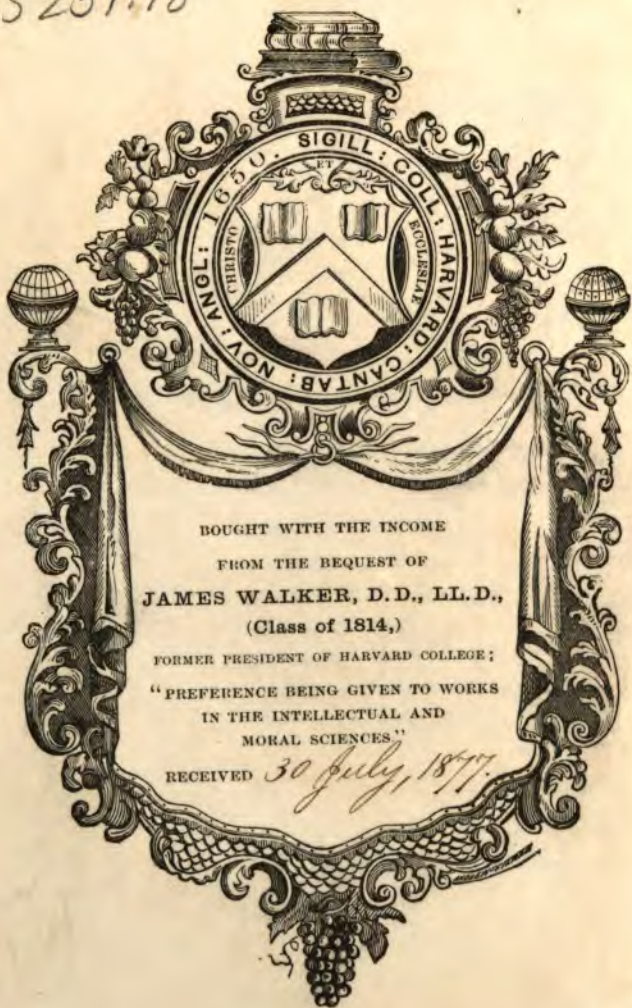 1650. SIGILL: COLL: HARVARD: CANTAB: NOV: ANGL:
ET
CHRISTO
ECCLESIAE
BOUGHT WITH THE INCOME
FROM THE BEQUEST OF
JAMES WALKER, D.D., LL.D.,
(Class of 1814,)
FORMER PRESIDENT OF HARVARD COLLEGE;
"PREFERENCE BEING GIVEN TO WORKS
IN THE INTELLECTUAL AND
MORAL SCIENCES."
RECEIVED 30 July, 1877.